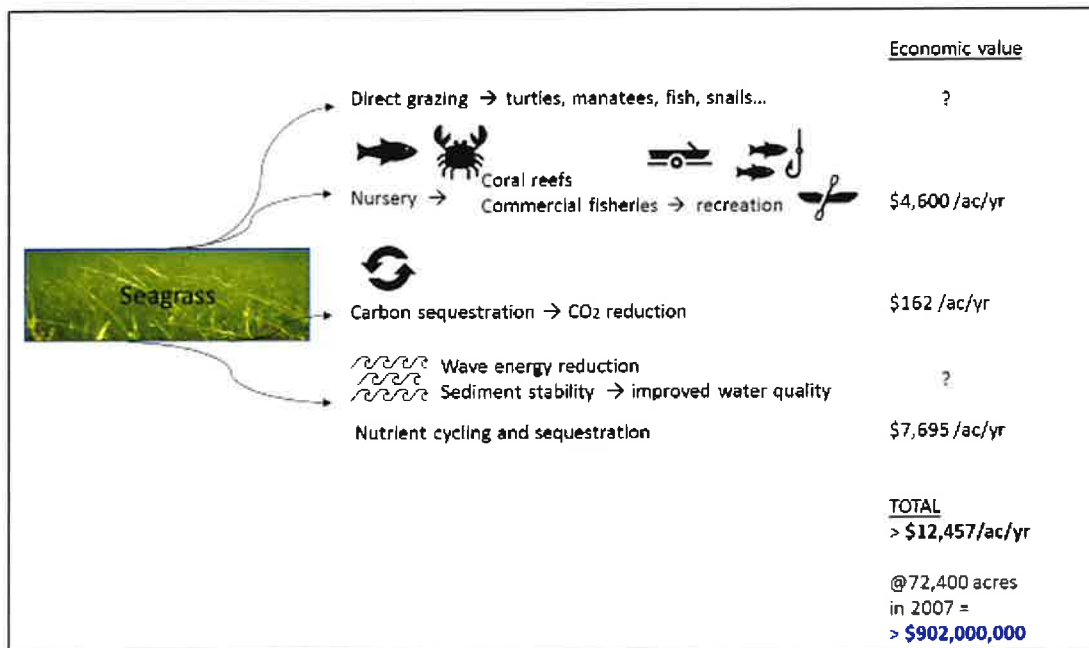 Economic value
Direct grazing → turtles, manatees, fish, snails...
?
Coral reefs
Nursery →
Commercial fisheries → recreation
$4,600 /ac/yr
Seagrass
Carbon sequestration → CO2 reduction
$162 /ac/yr
Wave energy reduction
?
Sediment stability → improved water quality
Nutrient cycling and sequestration
$7,695 /ac/yr
TOTAL
> $12,457/ac/yr
@72,400 acres
in 2007 =
> $902,000,000